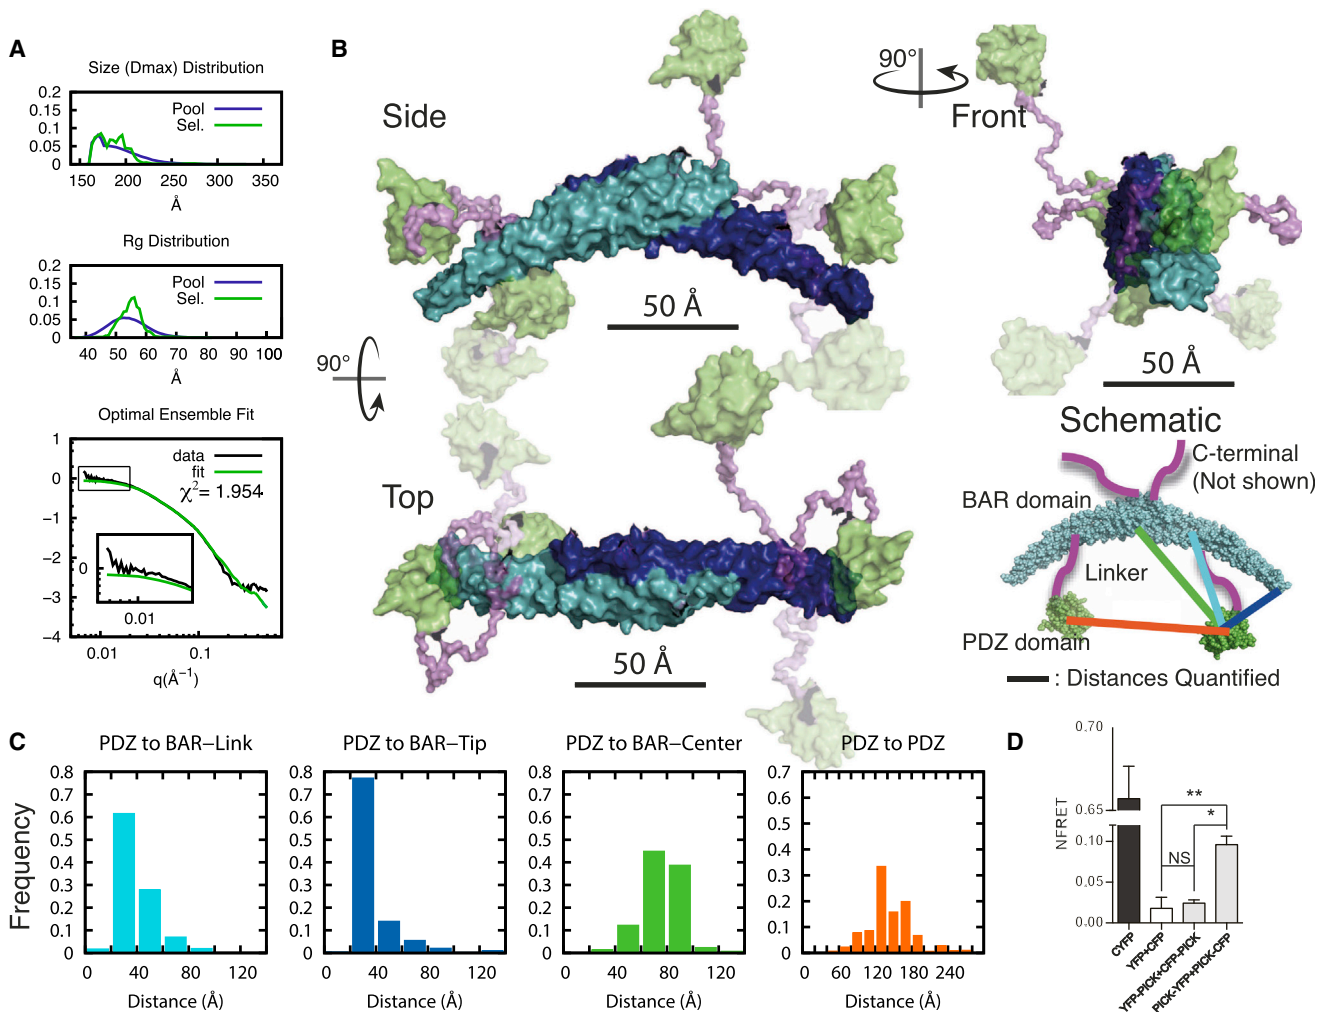 A
Size (Dmax) Distribution
0.2
0.15
0.1
0.05
0
Pool
Sel.
150 200 250 300 350
Å
Rg Distribution
0.2
0.15
0.1
0.05
0
Pool
Sel.
40 50 60 70 80 90 100
Å
Optimal Ensemble Fit
1
0
−1
−2
−3
−4
data
fit
χ²= 1.954
0
0.01
0.01 0.1
q(Å⁻¹)
B
Side
50 Å
90°
Front
50 Å
90°
Top
50 Å
Schematic
C-terminal
(Not shown)
BAR domain
Linker
PDZ domain
: Distances Quantified
C
Frequency
PDZ to BAR−Link
0.8
0.7
0.6
0.5
0.4
0.3
0.2
0.1
0
0 40 80 120
Distance (Å)
PDZ to BAR−Tip
0.8
0.7
0.6
0.5
0.4
0.3
0.2
0.1
0
0 40 80 120
Distance (Å)
PDZ to BAR−Center
0.8
0.7
0.6
0.5
0.4
0.3
0.2
0.1
0
0 40 80 120
Distance (Å)
PDZ to PDZ
0.7
0.6
0.5
0.4
0.3
0.2
0.1
0
0 60 120 180 240
Distance (Å)
D
NFRET
0.70
0.65
0.10
0.05
0.00
**
*
NS
CYFP
YFP+CFP
YFP-PICK+CFP-PICK
PICK-YFP+PICK-CFP